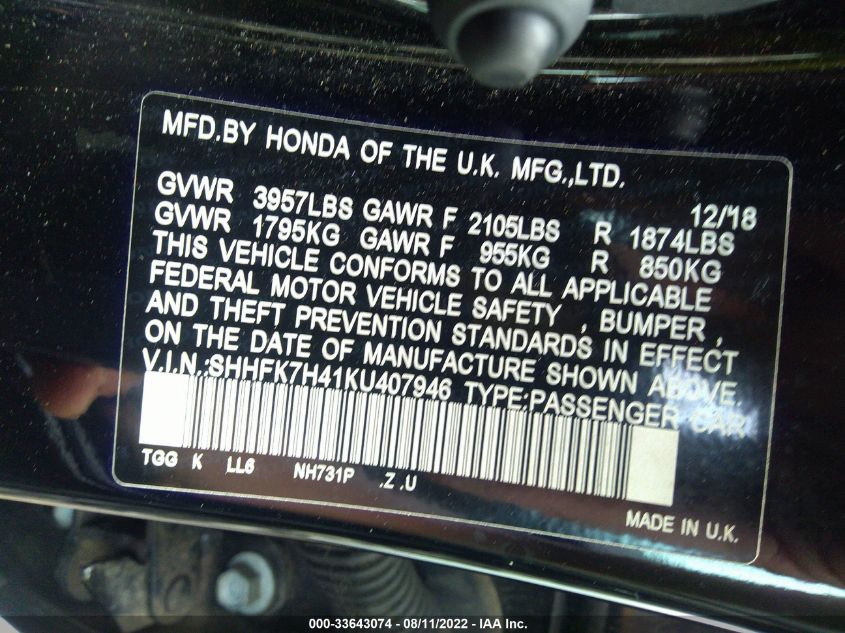 MFD.BY HONDA OF THE U.K. MFG.,LTD.
12/'18
GVWR 3957LBS GAWR F 2105LBS R 1874LBS
GVWR 1795KG GAWR F 955KG R 850KG
THIS VEHICLE CONFORMS TO ALL APPLICABLE
FEDERAL MOTOR VEHICLE SAFETY , BUMPER ,
AND THEFT PREVENTION STANDARDS IN EFFECT
ON THE DATE OF MANUFACTURE SHOWN ABOVE.
V.I.N.:SHHFK7H41KU407946 TYPE:PASSENGER CAR
TGG K LL6 NH731P .Z .U
MADE IN U.K.
000-33643074 - 08/11/2022 - IAA Inc.